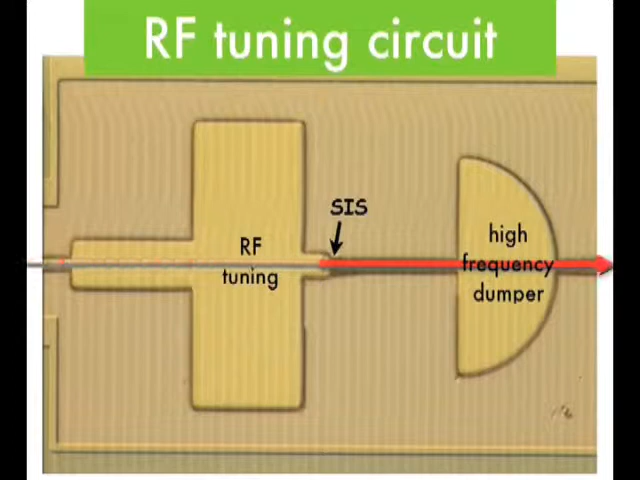 RF tuning circuit
SIS
RF
tuning
high
frequency
dumper